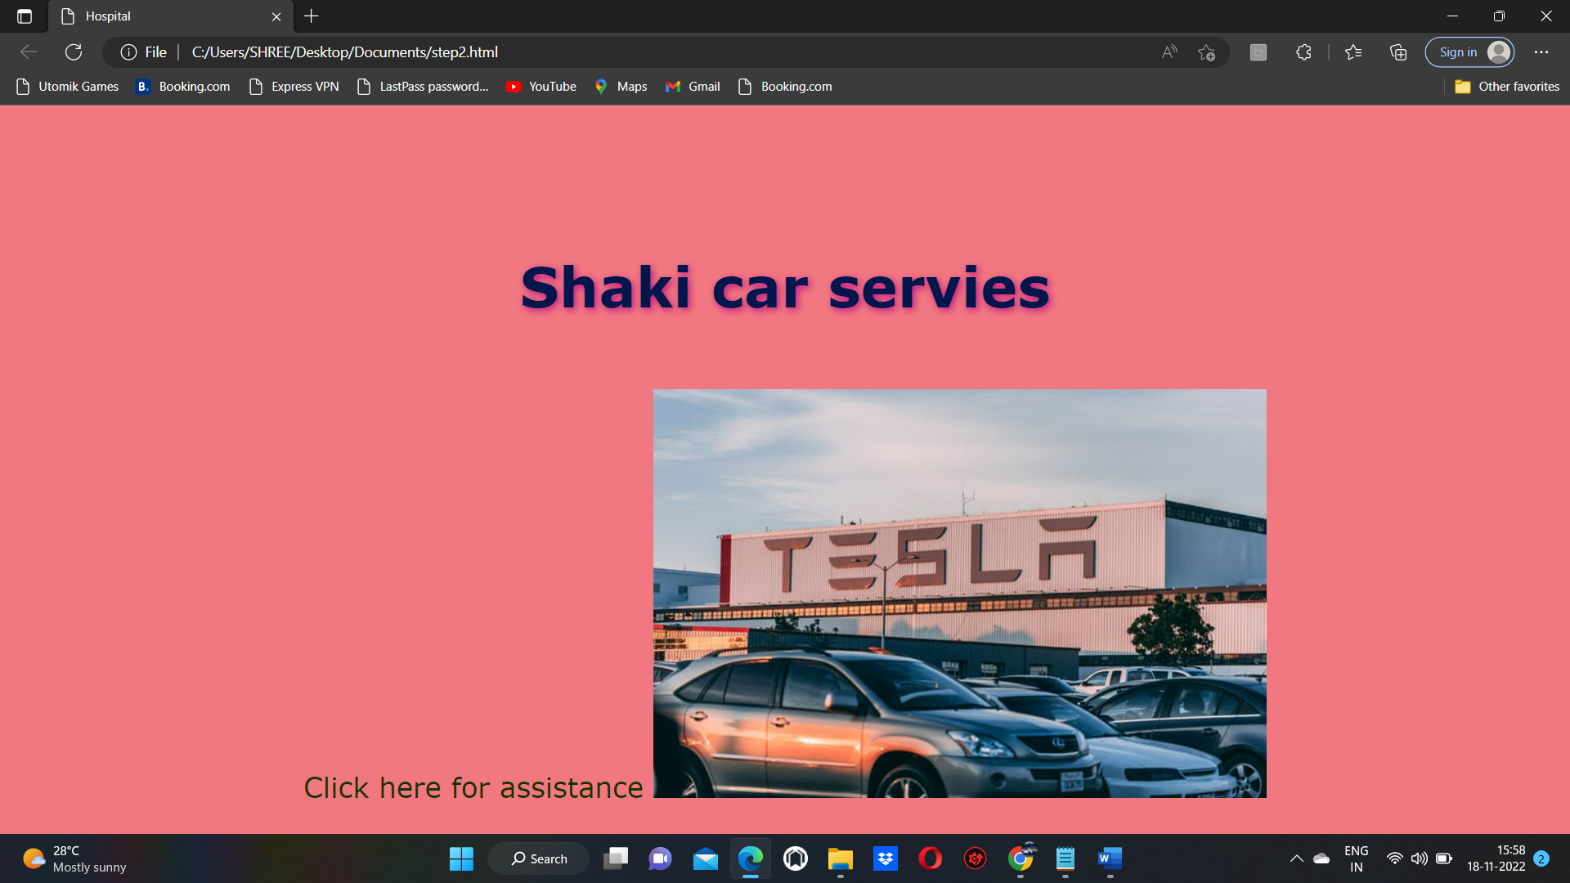 Hospital
File
C:/Users/SHREE/Desktop/Documents/step2.html
Sign in
Utomik Games
B. Booking.com
Express VPN
LastPass password...
YouTube
Maps
Gmail
Booking.com
Other favorites
Shaki car servies
TESLA
Click here for assistance
28°C
Mostly sunny
Search
W
ENG
IN
15:58
18-11-2022
2